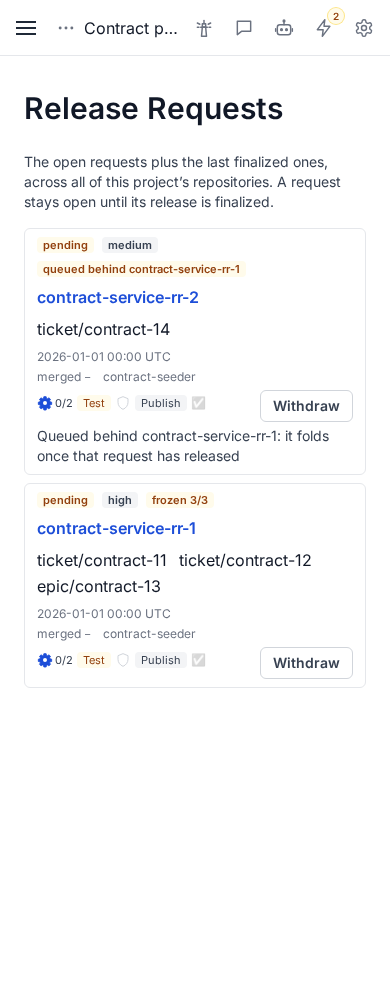 Contract p...
2
Release Requests
The open requests plus the last finalized ones,
across all of this project's repositories. A request
stays open until its release is finalized.
pending medium
queued behind contract-service-rr-1
contract-service-rr-2
ticket/contract-14
2026-01-01 00:00 UTC
merged – contract-seeder
0/2 Test Publish
Withdraw
Queued behind contract-service-rr-1: it folds
once that request has released
pending high frozen 3/3
contract-service-rr-1
ticket/contract-11 ticket/contract-12
epic/contract-13
2026-01-01 00:00 UTC
merged – contract-seeder
0/2 Test Publish
Withdraw